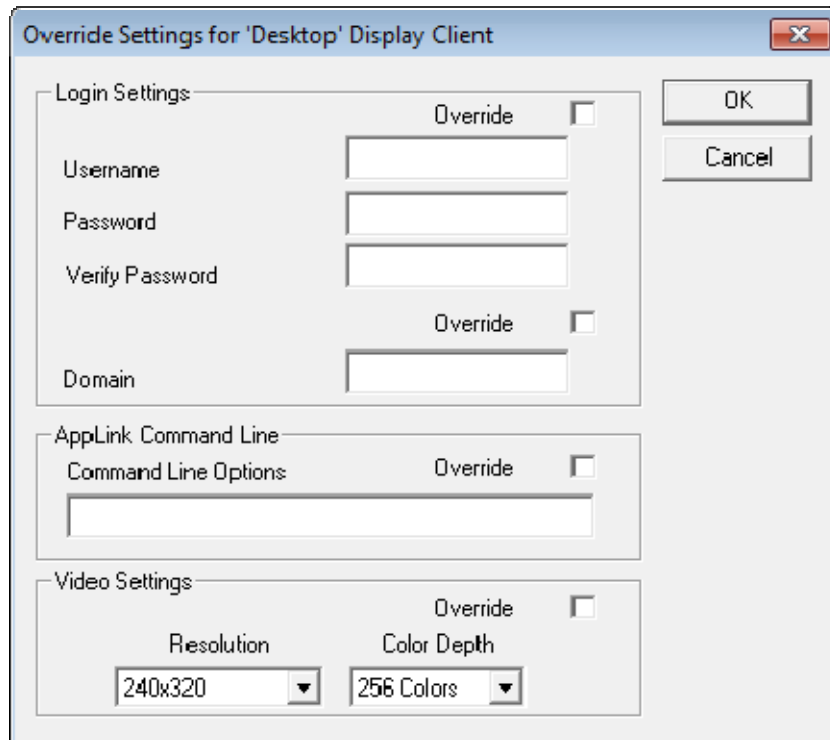 Override Settings for 'Desktop' Display Client
Login Settings
Override
OK
Username
Cancel
Password
Verify Password
Override
Domain
AppLink Command Line
Command Line Options Override
Video Settings
Override
Resolution Color Depth
240x320 256 Colors